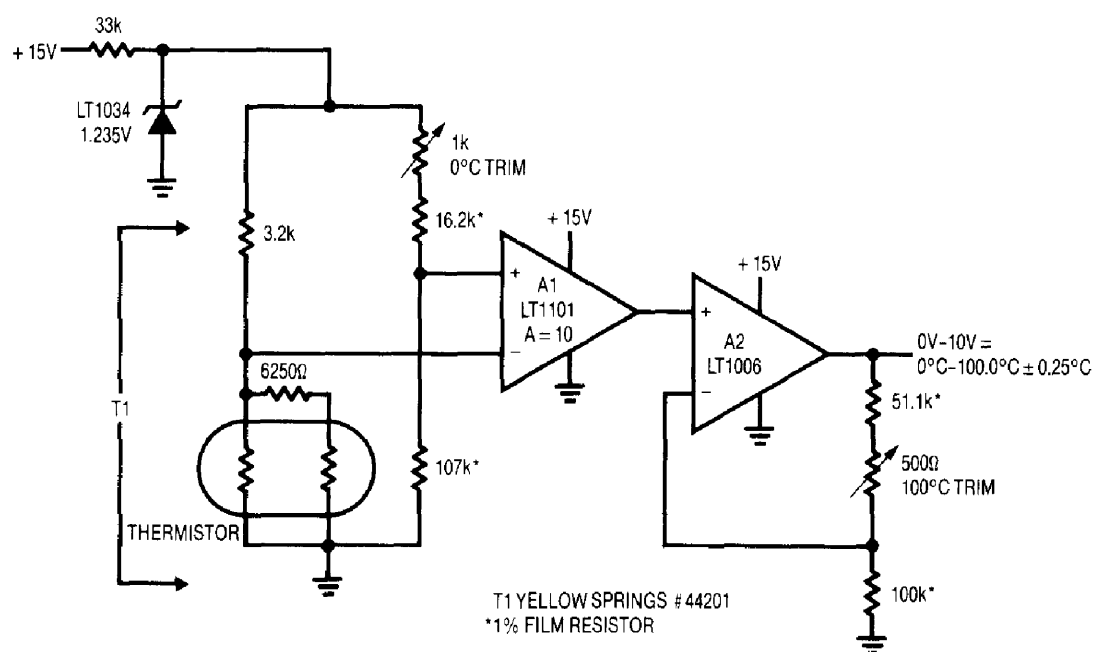 33k
+ 15V
LT1034
1.235V
1k
0°C TRIM
16.2k*
3.2k
+ 15V
+
A1
LT1101
A = 10
−
+ 15V
+
A2
LT1006
−
0V–10V =
0°C–100.0°C ± 0.25°C
6250Ω
T1
51.1k*
107k*
500Ω
100°C TRIM
THERMISTOR
100k*
T1 YELLOW SPRINGS #44201
*1% FILM RESISTOR